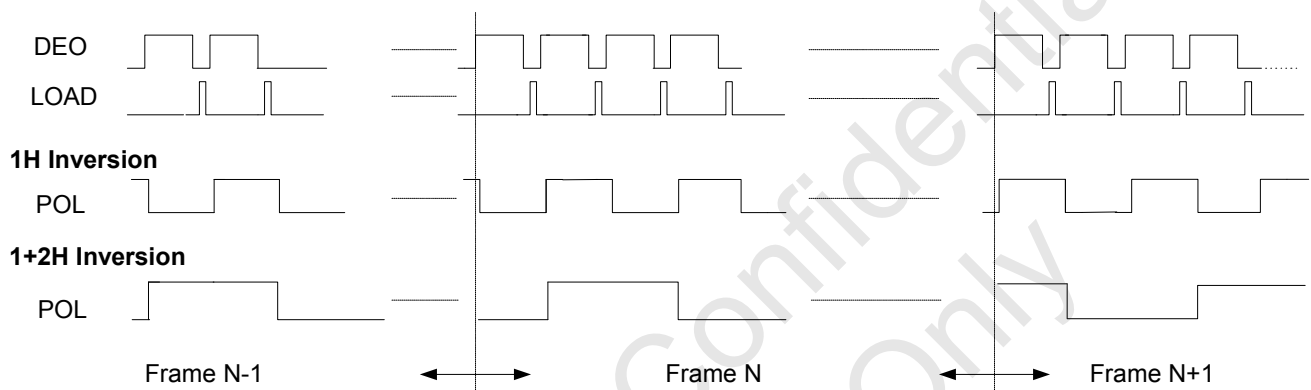 DEO
LOAD
1H Inversion
POL
1+2H Inversion
POL
Frame N-1
Frame N
Frame N+1
Confidential
Only